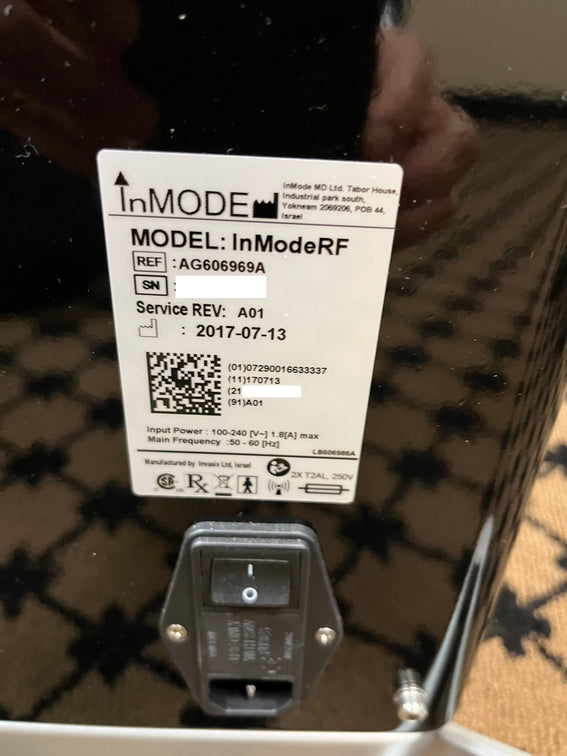 InMODE
InMode MD Ltd. Tabor House,
Industrial park south,
Yokneam 2069206, POB 44,
Israel
MODEL: InModeRF
REF : AG606969A
SN :
Service REV: A01
: 2017-07-13
(01)07290016633337
(11)170713
(21
(91)A01
Input Power : 100-240 [V~] 1.8[A] max
Main Frequency :50 - 60 [Hz]
LB606986A
Manufactured by Invasix Ltd, Israel
Rx
2X T2AL, 250V
I
O